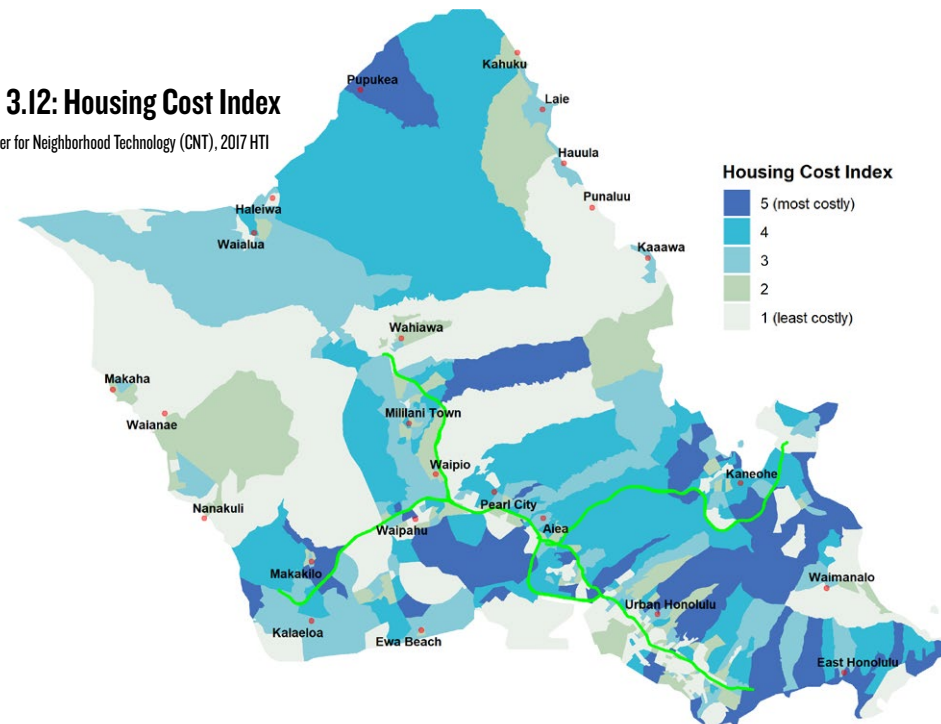 3.12: Housing Cost Index
er for Neighborhood Technology (CNT), 2017 HTI
Kahuku
Pupukea
Laie
Hauula
Punaluu
Haleiwa
Waialua
Kaaawa
Housing Cost Index
5 (most costly)
4
3
2
1 (least costly)
Wahiawa
Makaha
Waianae
Mililani Town
Waipio
Kaneohe
Nanakuli
Pearl City
Waipahu
Aiea
Makakilo
Waimanalo
Urban Honolulu
Kalaeloa
Ewa Beach
East Honolulu